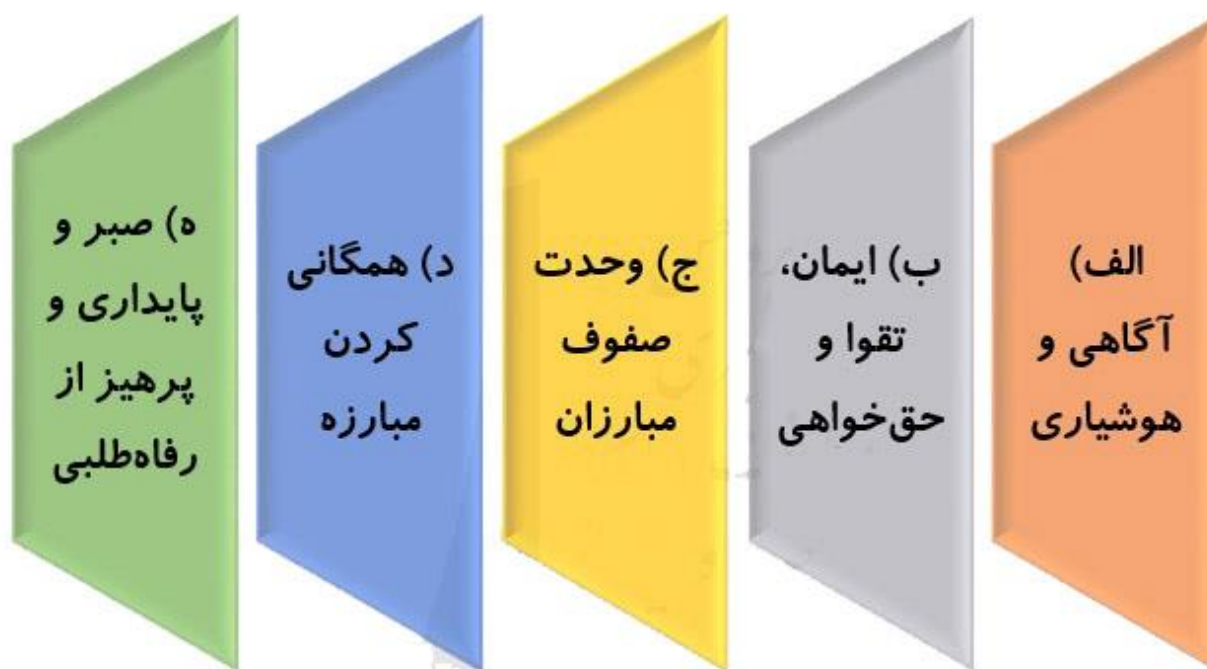 الف)
آگاهی و
هوشیاری
ب) ایمان،
تقوا و
حق‌خواهی
ج) وحدت
صفوف
مبارزان
د) همگانی
کردن
مبارزه
ه) صبر و
پایداری و
پرهیز از
رفاه‌طلبی